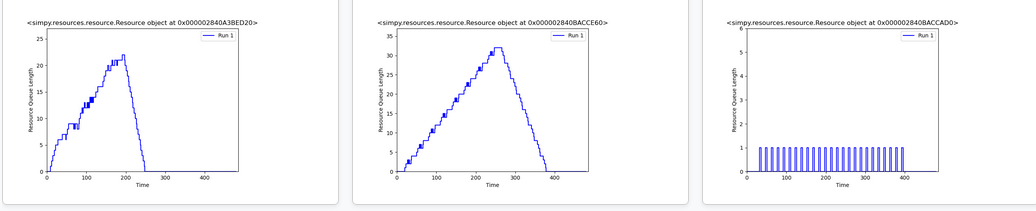 <simpy.resources.resource.Resource object at 0x000002840A3BED20>
Run 1
Resource Queue Length
25
20
15
10
5
0
0 100 200 300 400
Time
<simpy.resources.resource.Resource object at 0x000002840BACCE60>
Run 1
Resource Queue Length
35
30
25
20
15
10
5
0
0 100 200 300 400
Time
<simpy.resources.resource.Resource object at 0x000002840BACCAD0>
Run 1
Resource Queue Length
6
5
4
3
2
1
0
0 100 200 300 400
Time